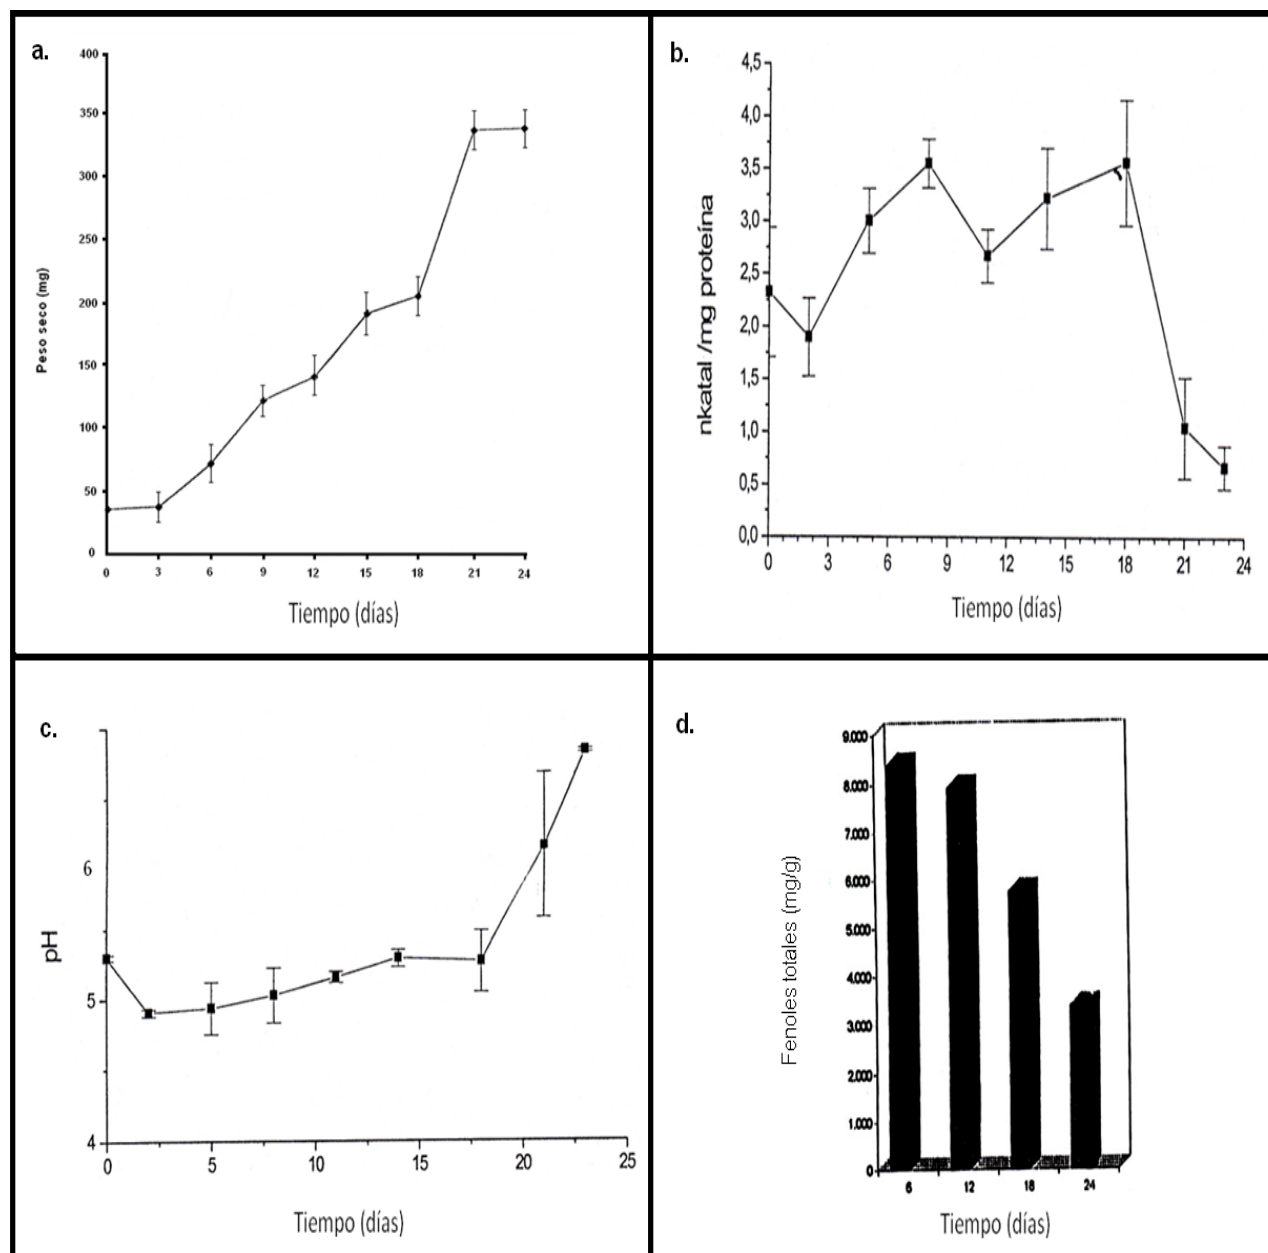 a.
400
350
300
250
200
150
100
50
0
Peso seco (mg)
0 3 6 9 12 15 18 21 24
Tiempo (días)
b.
4,5
4,0
3,5
3,0
2,5
2,0
1,5
1,0
0,5
0,0
nkatal /mg proteína
0 3 6 9 12 15 18 21 24
Tiempo (días)
c.
6
5
4
pH
0 5 10 15 20 25
Tiempo (días)
d.
9.000
8.000
7.000
6.000
5.000
4.000
3.000
2.000
1.000
0
Fenoles totales (mg/g)
6 12 18 24
Tiempo (días)